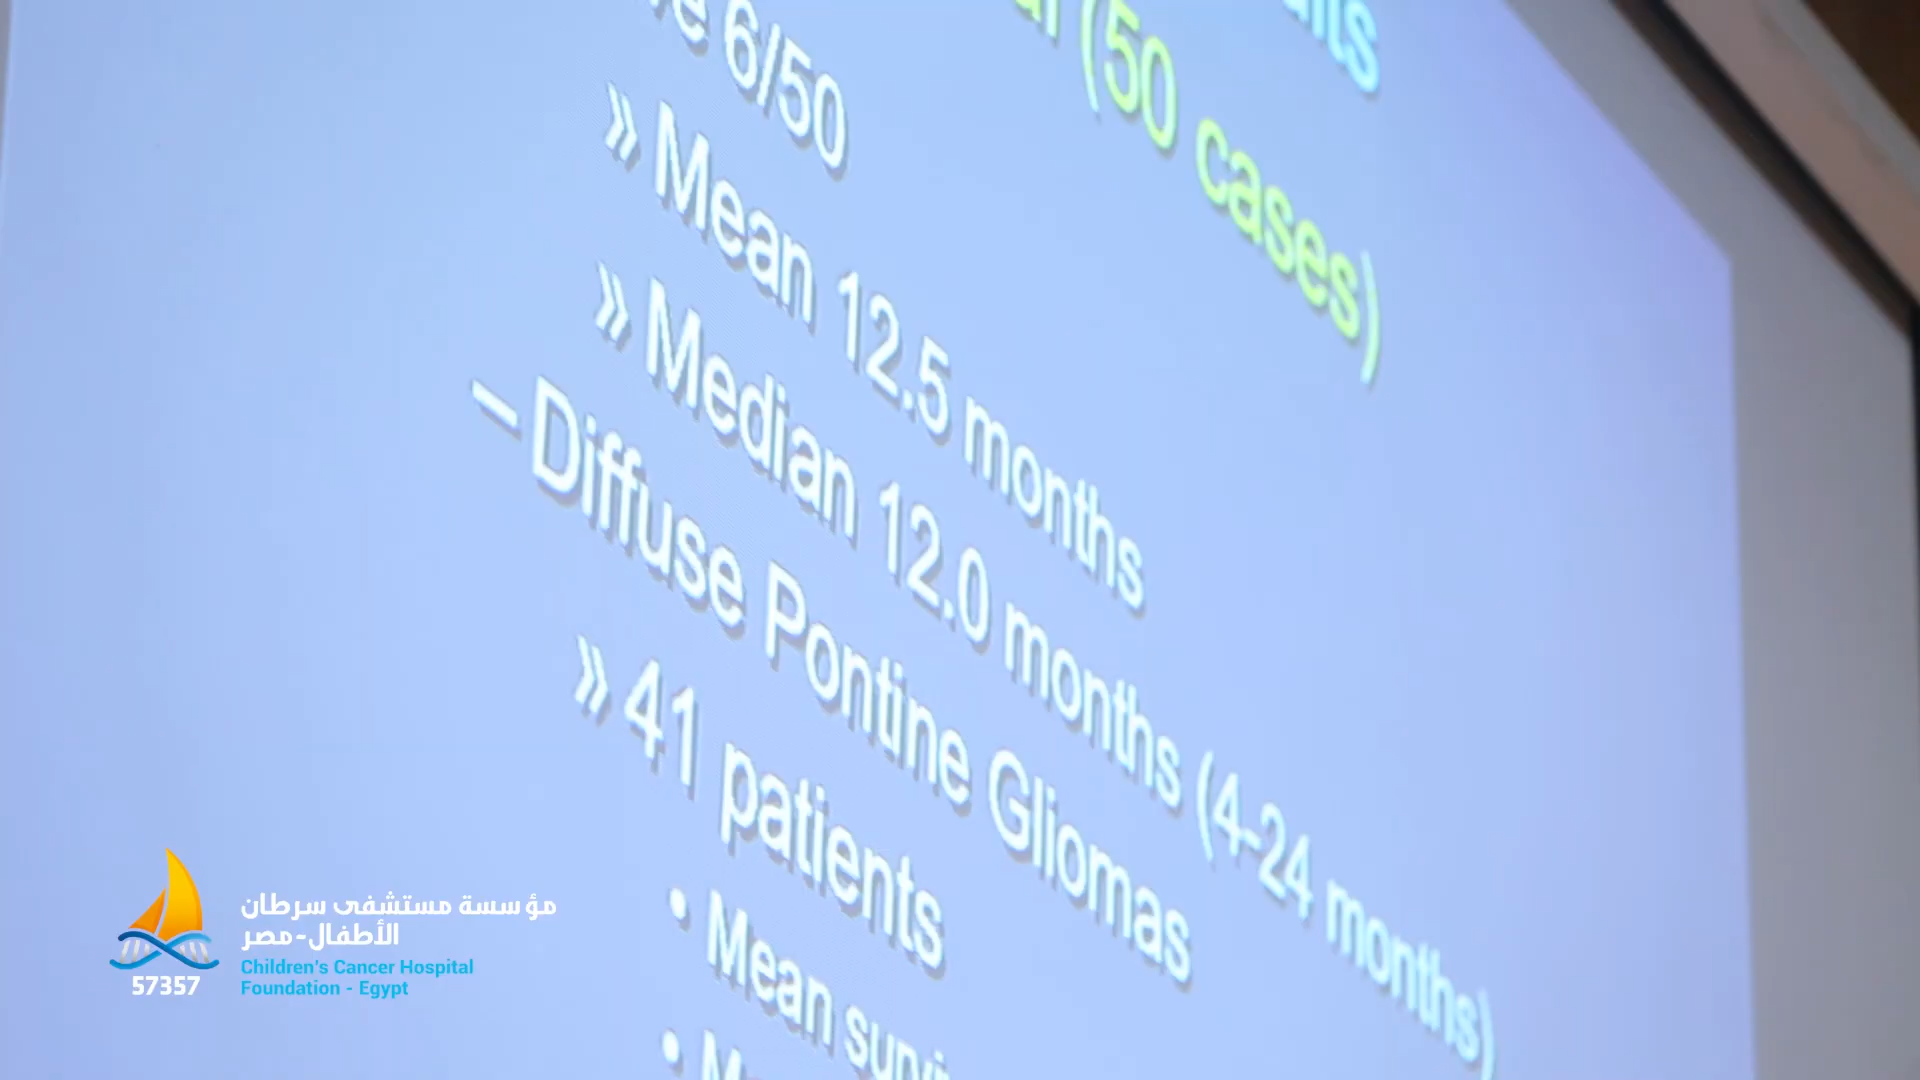 (50 cases)
6/50
» Mean 12.5 months
» Median 12.0 months (4-24 months)
– Diffuse Pontine Gliomas
» 41 patients
• Mean
مؤسسة مستشفى سرطان
الأطفال-مصر
Children's Cancer Hospital
Foundation - Egypt
57357